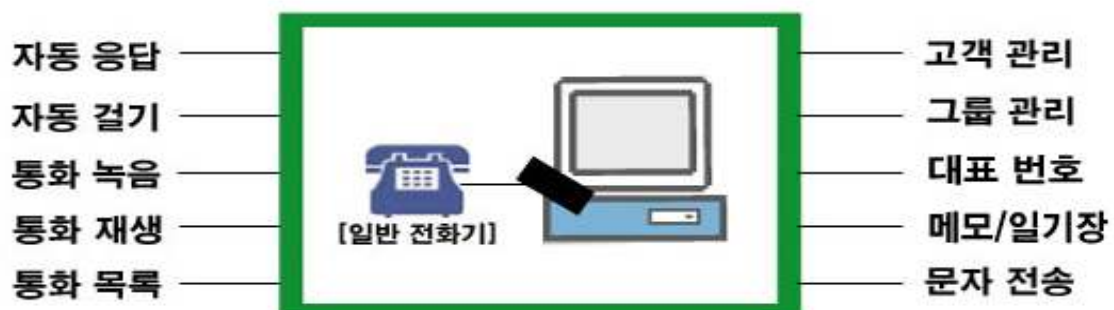 자동 응답
자동 걸기
통화 녹음
통화 재생
통화 목록
[일반 전화기]
고객 관리
그룹 관리
대표 번호
메모/일기장
문자 전송